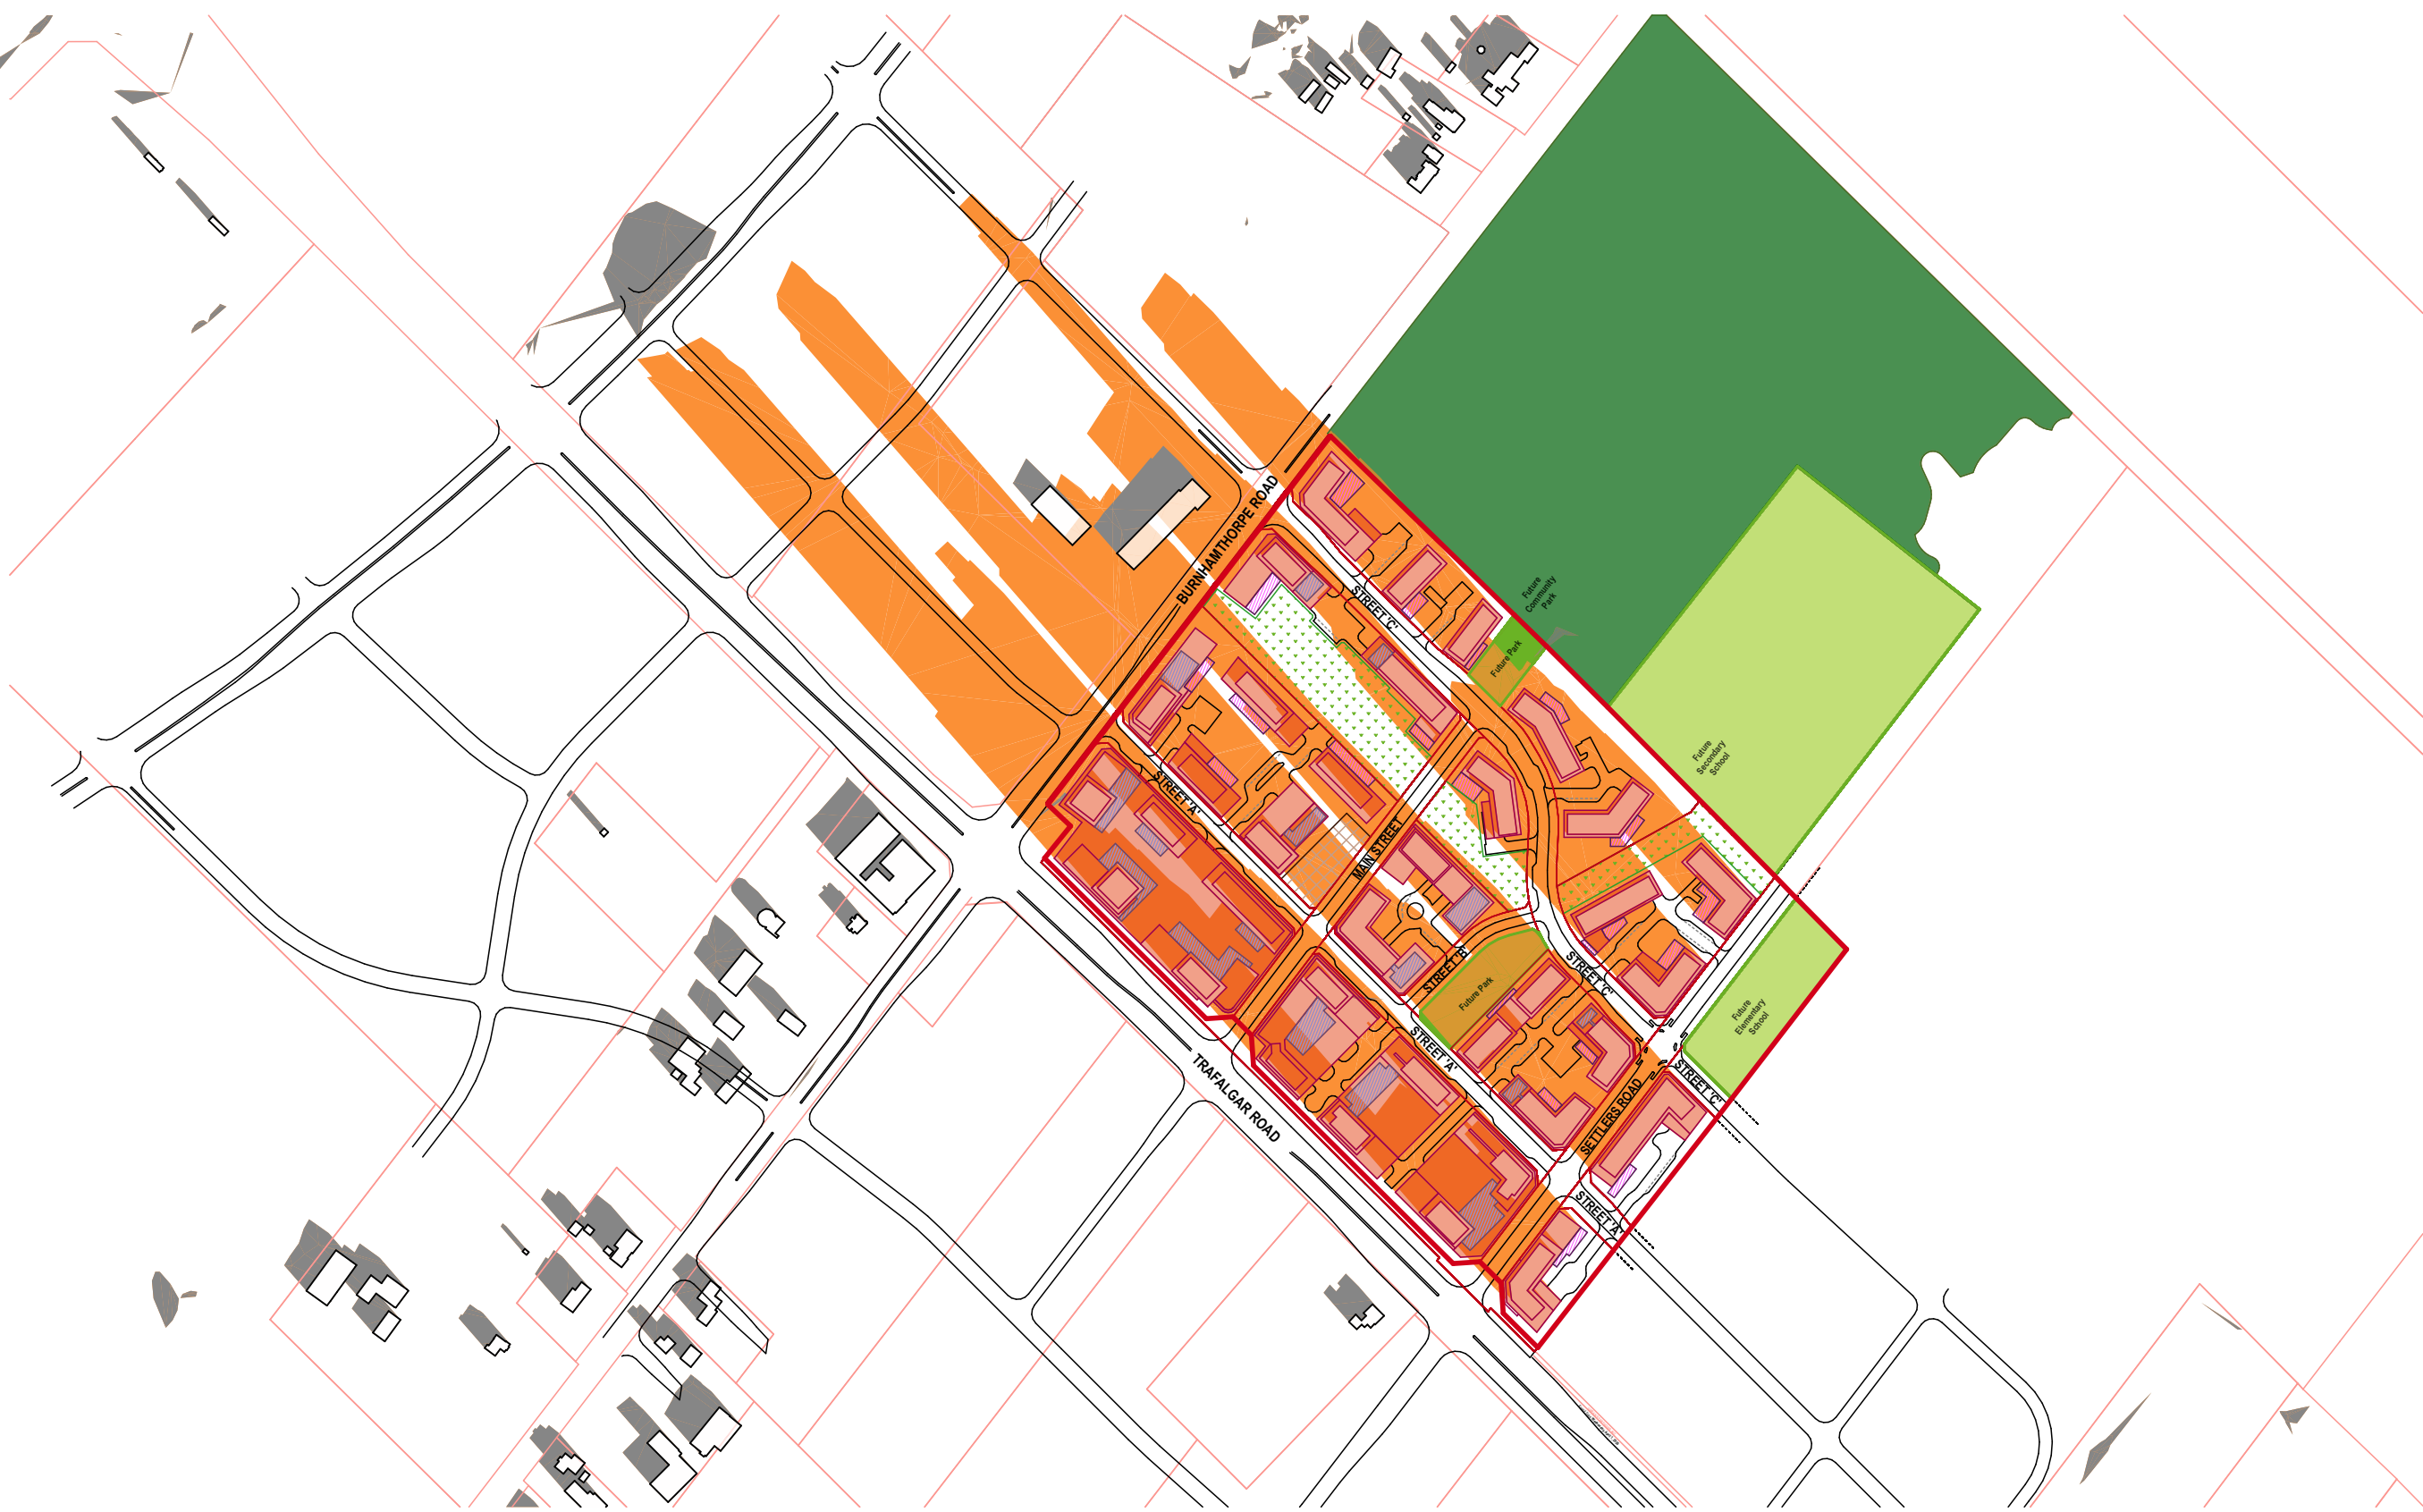 BURNHAMTHORPE ROAD
STREET 'C'
Future
Community
Park
Future Park
Future
Secondary
School
STREET 'A'
MAIN STREET
STREET 'B'
Future Park
STREET 'C'
Future
Elementary
School
STREET 'A'
TRAFALGAR ROAD
SETTLERS ROAD
STREET 'C'
STREET 'A'